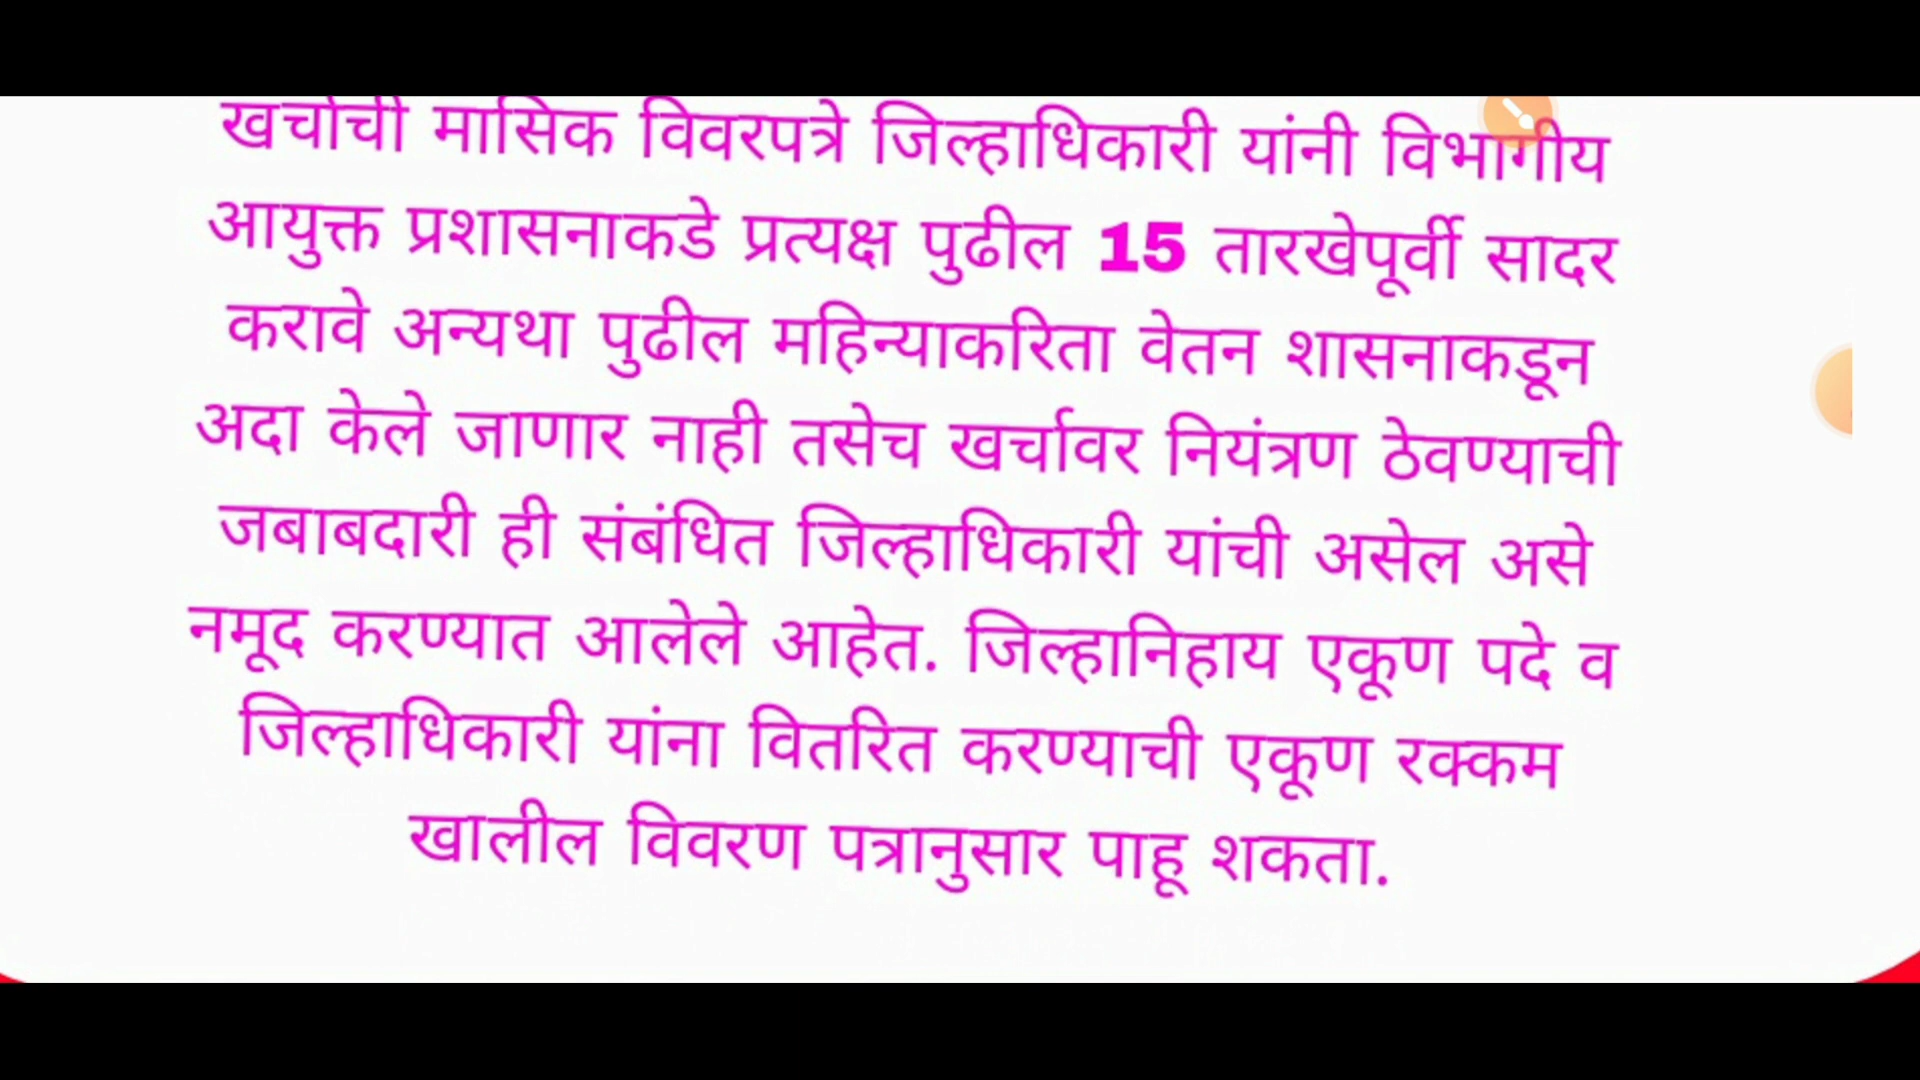 खर्चाची मासिक विवरपत्रे जिल्हाधिकारी यांनी विभागीय
आयुक्त प्रशासनाकडे प्रत्यक्ष पुढील 15 तारखेपूर्वी सादर
करावे अन्यथा पुढील महिन्याकरिता वेतन शासनाकडून
अदा केले जाणार नाही तसेच खर्चावर नियंत्रण ठेवण्याची
जबाबदारी ही संबंधित जिल्हाधिकारी यांची असेल असे
नमूद करण्यात आलेले आहेत. जिल्हानिहाय एकूण पदे व
जिल्हाधिकारी यांना वितरित करण्याची एकूण रक्कम
खालील विवरण पत्रानुसार पाहू शकता.